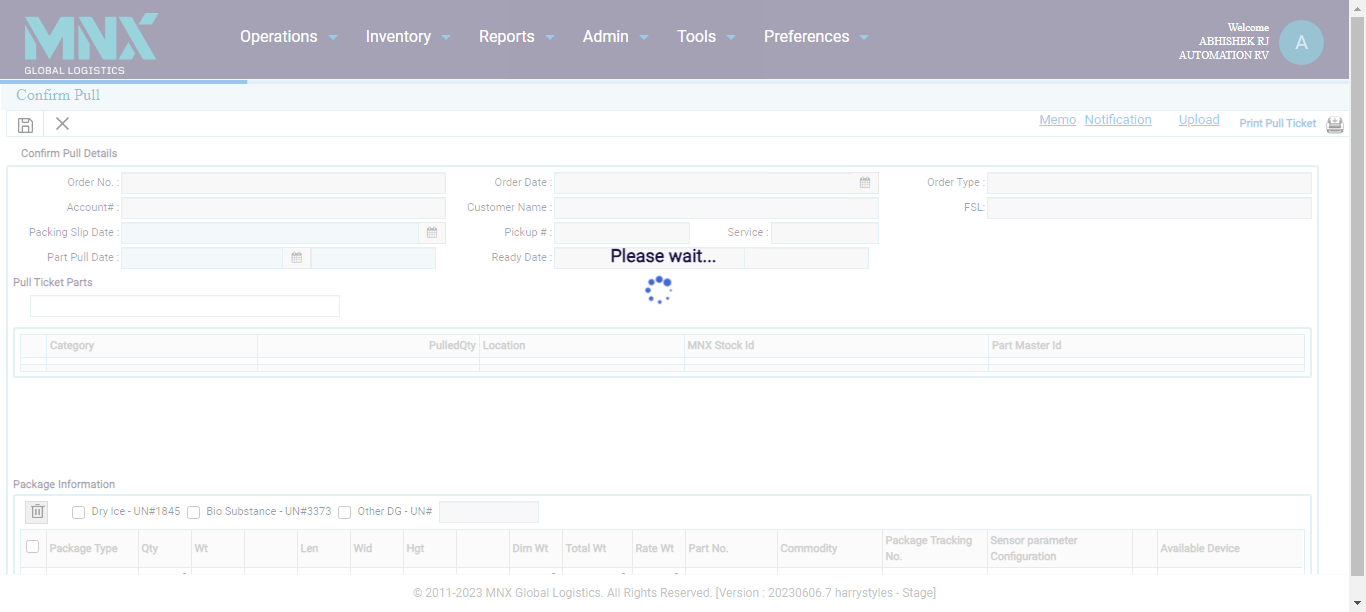 MNX
GLOBAL LOGISTICS
Operations Inventory Reports Admin Tools Preferences
Welcome
ABHISHEK RJ
AUTOMATION RV
A
Confirm Pull
Memo Notification Upload Print Pull Ticket
Confirm Pull Details
Order No. : Order Date : Order Type :
Account# : Customer Name : FSL:
Packing Slip Date : Pickup # : Service :
Part Pull Date : Ready Date :
Please wait...
Pull Ticket Parts
Category PulledQty Location MNX Stock Id Part Master Id
Package Information
Dry Ice - UN#1845 Bio Substance - UN#3373 Other DG - UN#
Package Type Qty Wt Len Wid Hgt Dim Wt Total Wt Rate Wt Part No. Commodity Package Tracking No. Sensor parameter Configuration Available Device
© 2011-2023 MNX Global Logistics. All Rights Reserved. [Version : 20230606.7 harrystyles - Stage]